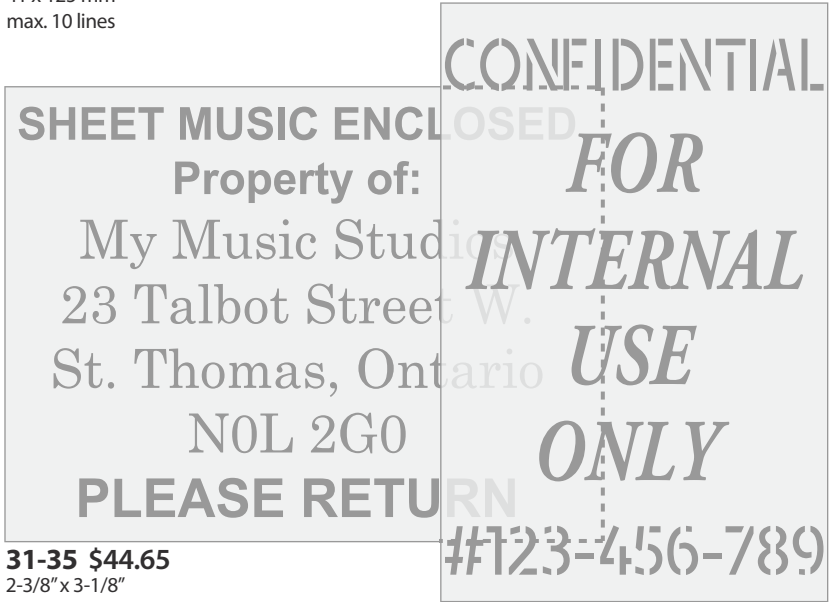 max. 10 lines
SHEET MUSIC ENCLOSED
Property of:
My Music Studios
23 Talbot Street W.
St. Thomas, Ontario
N0L 2G0
PLEASE RETURN
31-35 $44.65
2-3/8” x 3-1/8”
CONFIDENTIAL
FOR
INTERNAL
USE
ONLY
#123-456-789